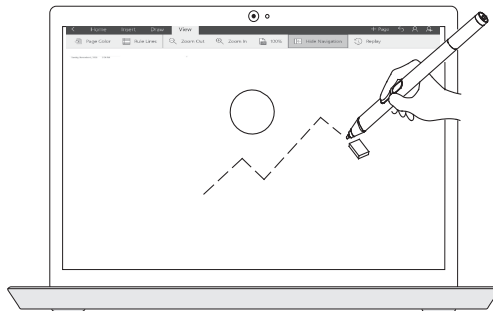 Home Insert Draw View + Page
Page Color Rule Lines Zoom Out Zoom In 100% Hide Navigation Replay